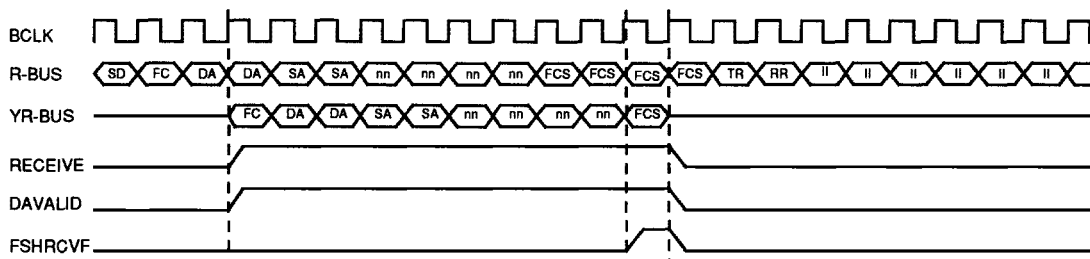 BCLK
R-BUS SD FC DA DA SA SA nn nn nn nn FCS FCS FCS FCS TR RR II II II II II II
YR-BUS FC DA DA SA SA nn nn nn nn FCS
RECEIVE
DAVALID
FSHRCVF